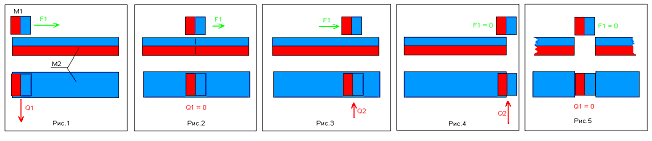 M1
F1
M2
Q1
Рис.1
F1
Q1 = 0
Рис.2
F1
Q2
Рис.3
F1 = 0
Q2
Рис.4
F1 = 0
Q1 = 0
Рис.5